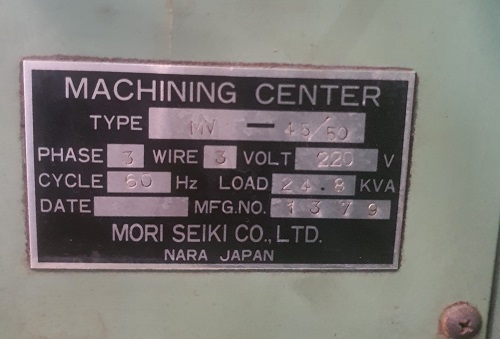 MACHINING CENTER
TYPE MV — 45/50
PHASE 3 WIRE 3 VOLT 220 V
CYCLE 60 Hz LOAD 24.8 KVA
DATE MFG.NO. 1379
MORI SEIKI CO., LTD.
NARA JAPAN